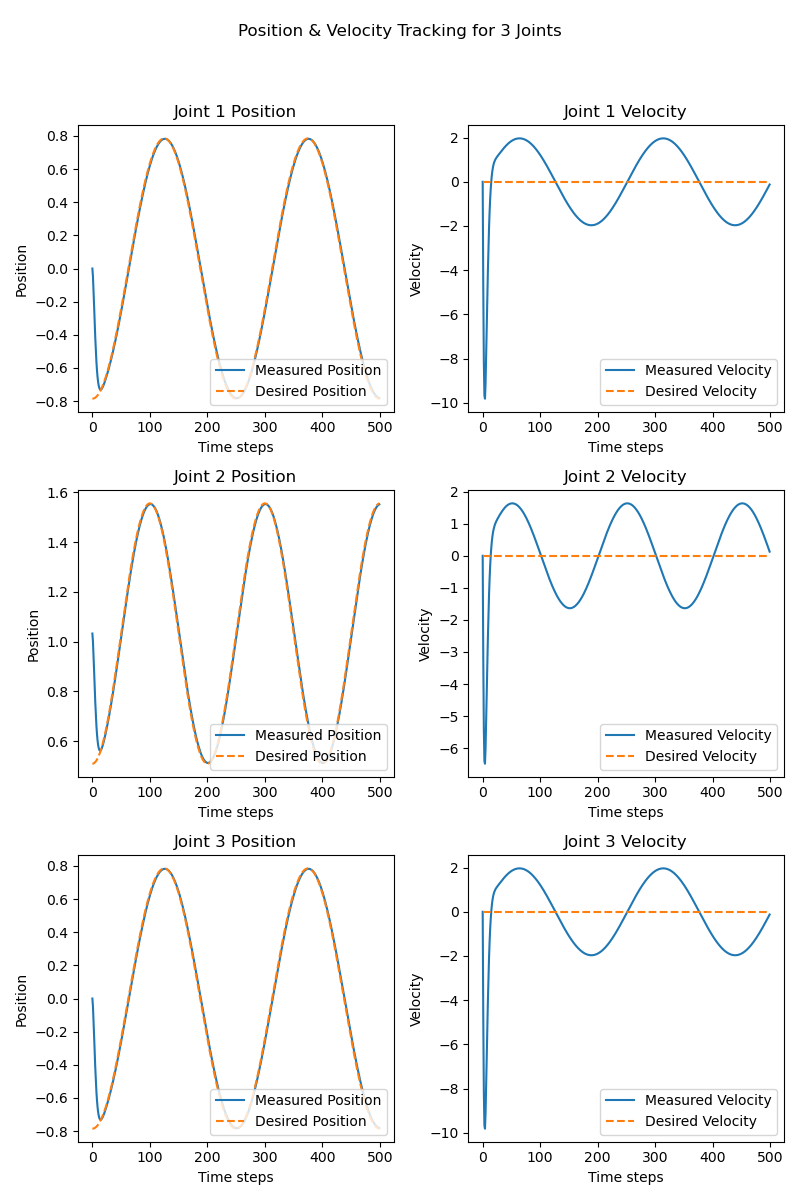 Position & Velocity Tracking for 3 Joints
Joint 1 Position
Position
0.8
0.6
0.4
0.2
0.0
−0.2
−0.4
−0.6
−0.8
Measured Position
Desired Position
0 100 200 300 400 500
Time steps
Joint 1 Velocity
Velocity
2
0
−2
−4
−6
−8
−10
Measured Velocity
Desired Velocity
0 100 200 300 400 500
Time steps
Joint 2 Position
Position
1.6
1.4
1.2
1.0
0.8
0.6
Measured Position
Desired Position
0 100 200 300 400 500
Time steps
Joint 2 Velocity
Velocity
2
1
0
−1
−2
−3
−4
−5
−6
Measured Velocity
Desired Velocity
0 100 200 300 400 500
Time steps
Joint 3 Position
Position
0.8
0.6
0.4
0.2
0.0
−0.2
−0.4
−0.6
−0.8
Measured Position
Desired Position
0 100 200 300 400 500
Time steps
Joint 3 Velocity
Velocity
2
0
−2
−4
−6
−8
−10
Measured Velocity
Desired Velocity
0 100 200 300 400 500
Time steps